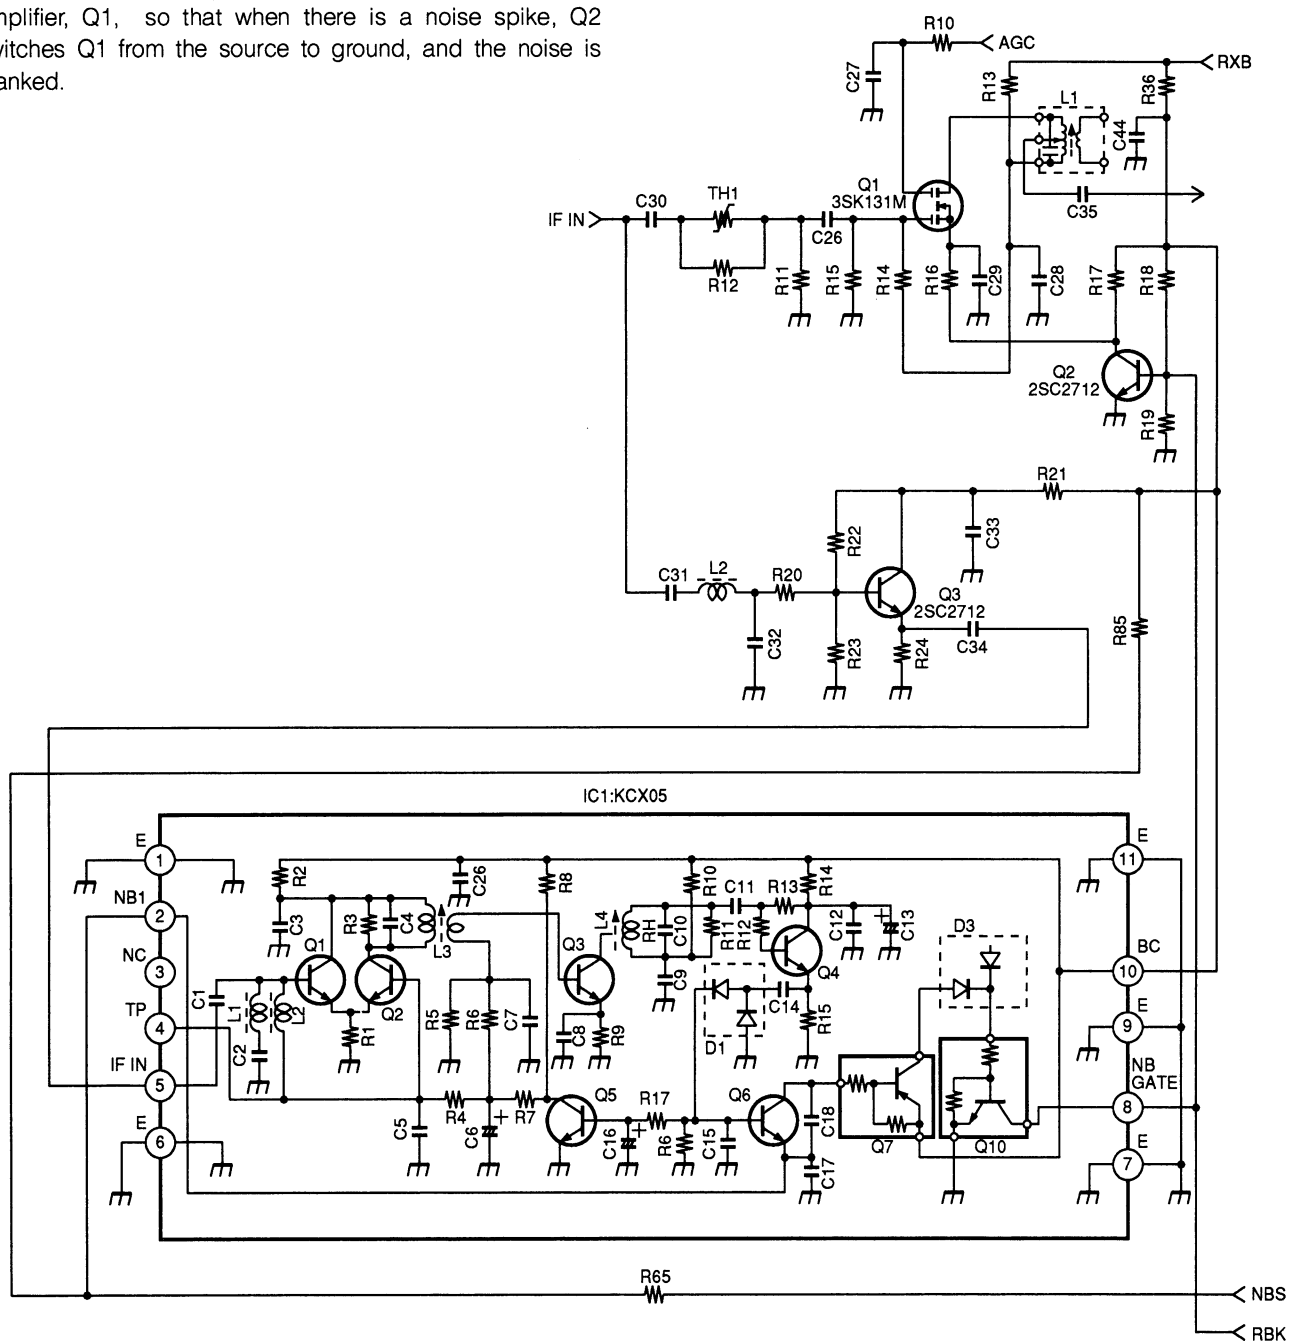 nplifier, Q1, so that when there is a noise spike, Q2
witches Q1 from the source to ground, and the noise is
anked.
R10
AGC
C27
R13
RXB
R36
L1
C44
Q1
3SK131M
C35
TH1
C30
IF IN
C26
R12
R11
R15
R14
R16
C29
C28
R17
R18
Q2
2SC2712
R19
R21
R22
C33
C31
L2
R20
Q3
2SC2712
C32
R23
R24
C34
R85
IC1:KCX05
E
1
NB1
2
NC
3
TP
4
IF IN
5
E
6
R2
C3
C26
R8
R10
C11
R13
R14
R3
C4
L3
L4
RH
C10
R11
R12
C12
+
C13
D3
Q1
Q2
Q3
Q4
C1
L1
L2
C2
R1
R5
R6
C7
C8
R9
C9
D1
C14
R15
C5
R4
C6
+
R7
Q5
C16
+
R17
R6
C15
Q6
C18
C17
Q7
Q10
E
11
BC
10
E
9
NB
GATE
8
E
7
R65
NBS
RBK